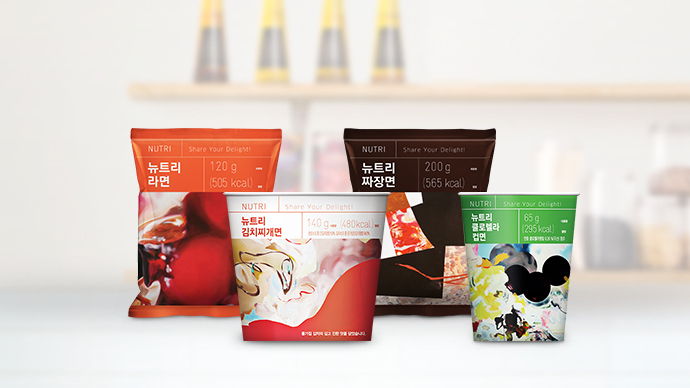 NUTRI
Share Your Delight!
뉴트리
라면
120 g
(505 kcal)
NUTRI
Share Your Delight!
뉴트리
짜장면
200 g
(565 kcal)
NUTRI
Share Your Delight!
뉴트리
김치찌개면
140 g
(480kcal)
NUTRI
Share Your Delight!
뉴트리
클로렐라
컵면
65 g
(295 kcal)